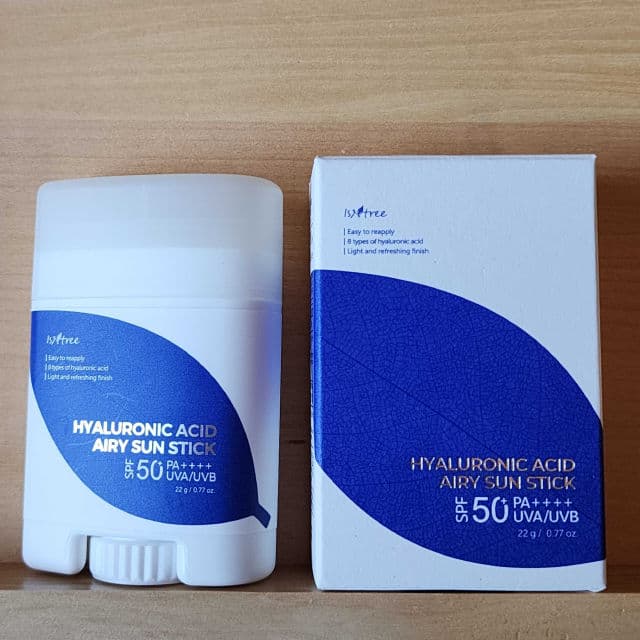 Isntree
Easy to reapply
8 types of hyaluronic acid
Light and refreshing finish
HYALURONIC ACID
AIRY SUN STICK
SPF 50+ PA++++
UVA/UVB
22 g / 0.77 oz.
Isntree
Easy to reapply
8 types of hyaluronic acid
Light and refreshing finish
HYALURONIC ACID
AIRY SUN STICK
SPF 50+ PA++++
UVA/UVB
22 g / 0.77 oz.